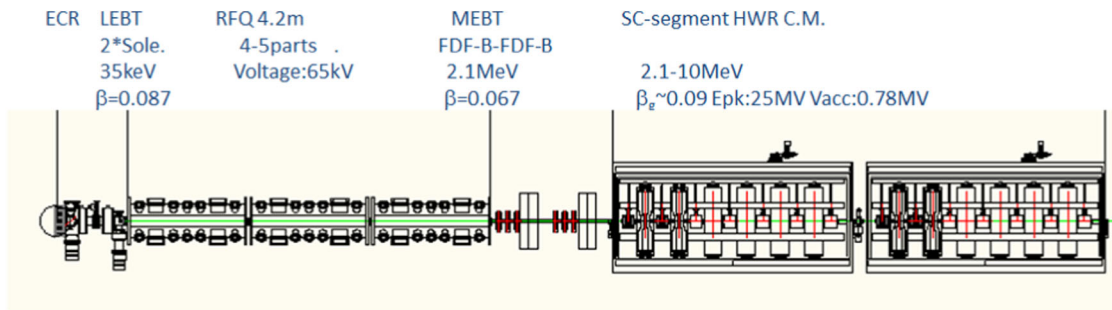 ECR LEBT RFQ 4.2m MEBT SC-segment HWR C.M.
2*Sole. 4-5parts . FDF-B-FDF-B
35keV Voltage:65kV 2.1MeV 2.1-10MeV
β=0.087 β=0.067 βg~0.09 Epk:25MV Vacc:0.78MV